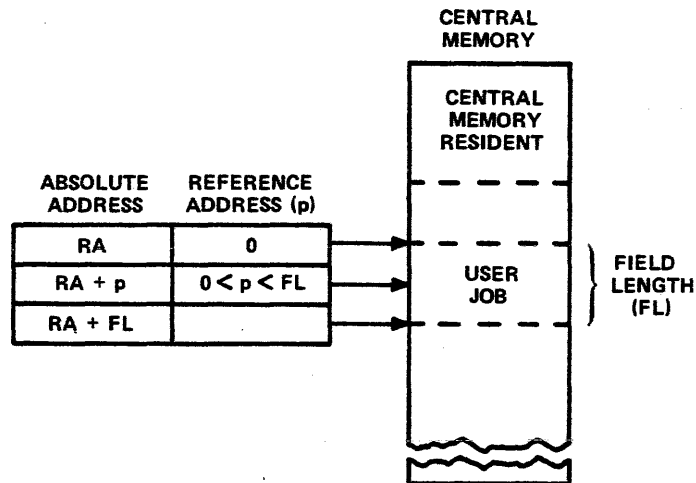 CENTRAL
MEMORY
CENTRAL
MEMORY
RESIDENT
ABSOLUTE
ADDRESS
REFERENCE
ADDRESS (p)
RA
0
RA + p
0 < p < FL
RA + FL
USER
JOB
FIELD
LENGTH
(FL)